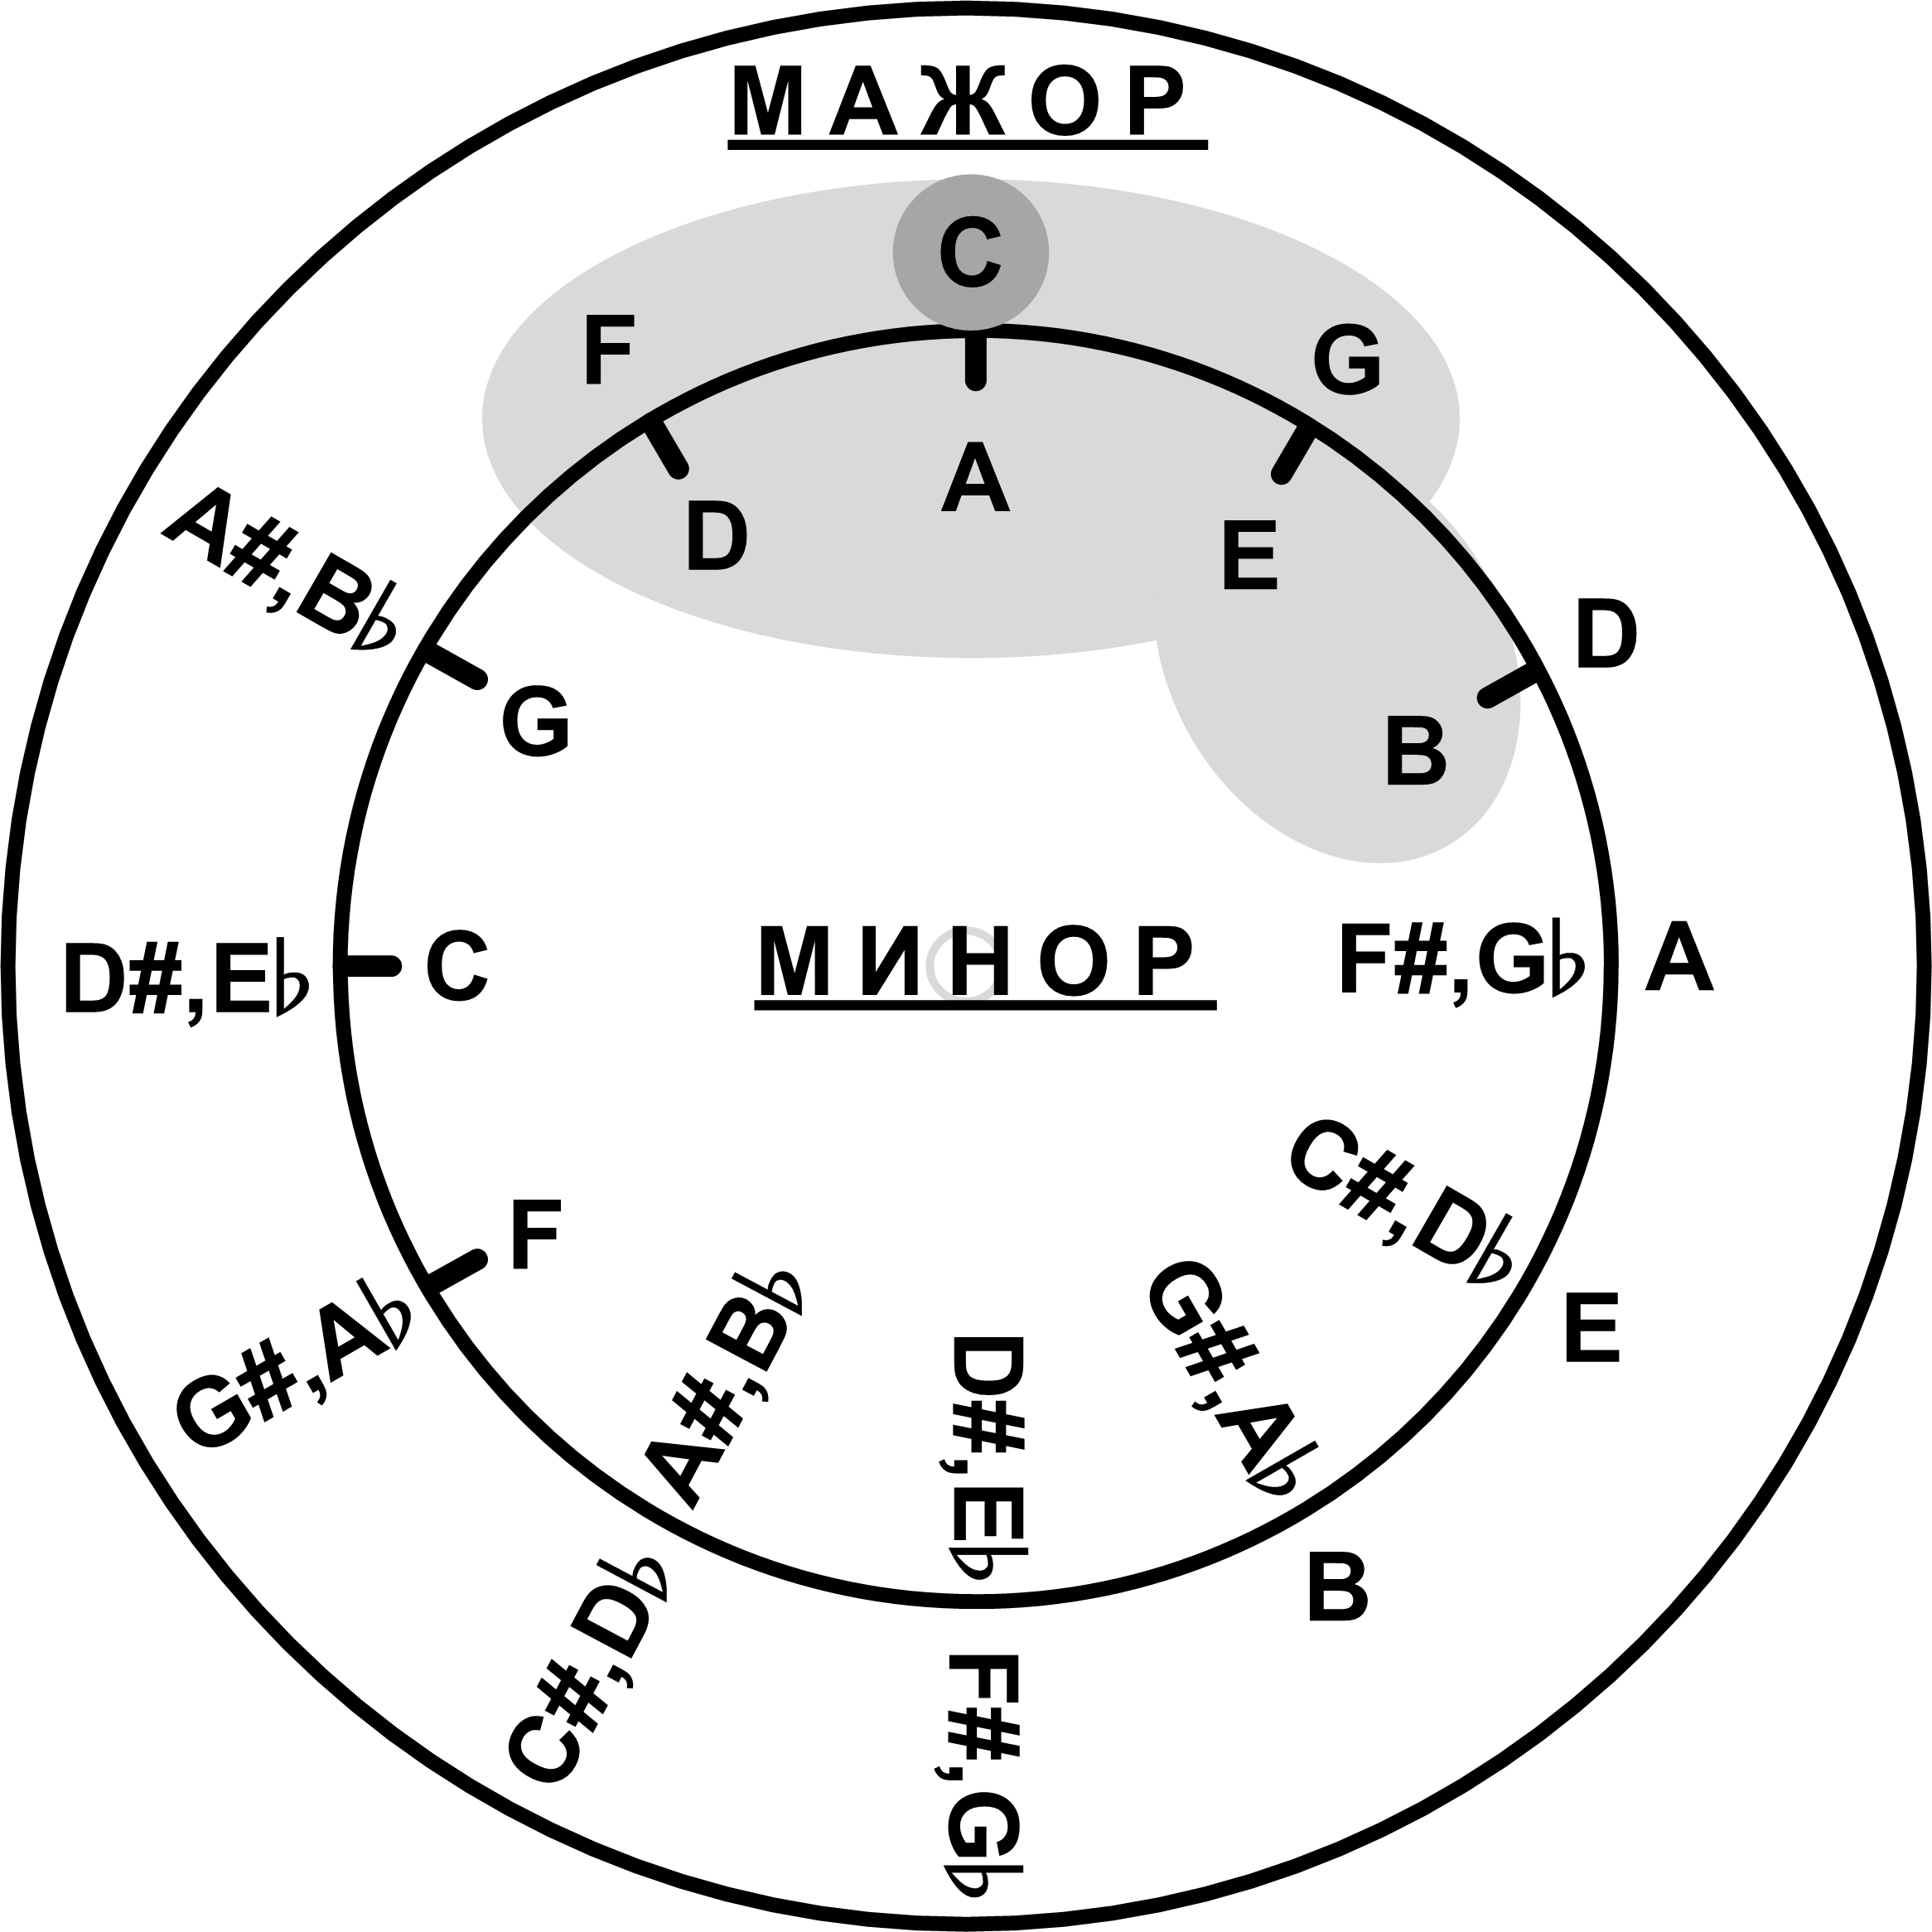 МАЖОР
C
F
G
A
D
E
A#,B♭
D
G
B
МИНОР
D#,E♭
C
F#,G♭
A
C#,D♭
F
G#,A♭
E
A#,B♭
D#,E♭
G#,A♭
C#,D♭
B
F#,G♭